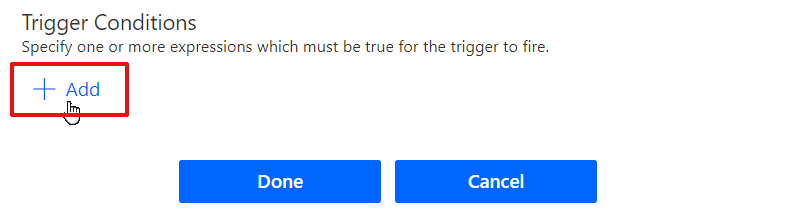 Trigger Conditions
Specify one or more expressions which must be true for the trigger to fire.
Add
Done Cancel